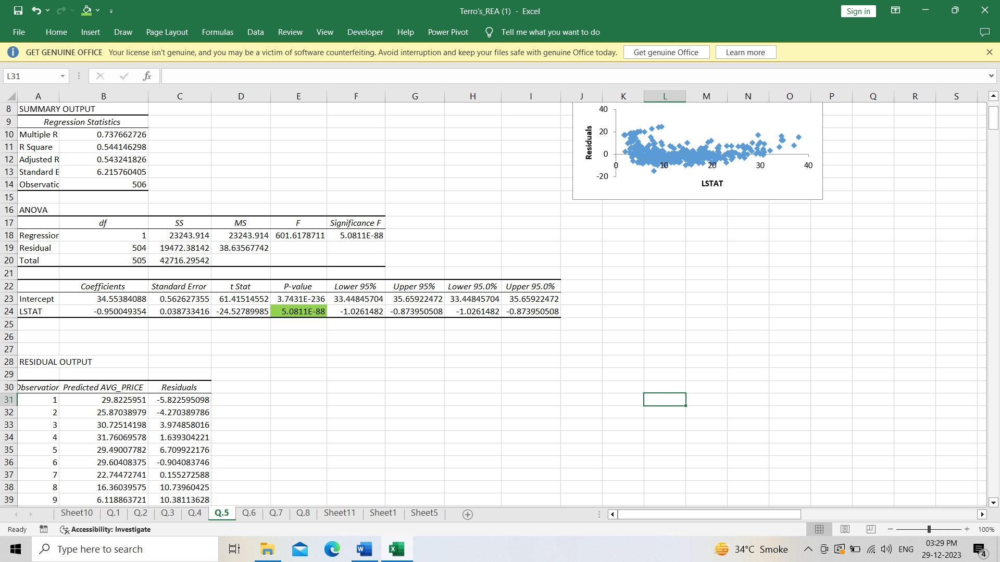 Terro's_REA (1) - Excel
Sign in
File Home Insert Draw Page Layout Formulas Data Review View Developer Help Power Pivot Tell me what you want to do
GET GENUINE OFFICE Your license isn't genuine, and you may be a victim of software counterfeiting. Avoid interruption and keep your files safe with genuine Office today. Get genuine Office Learn more
L31 fx
A B C D E F G H I J K L M N O P Q R S
8 SUMMARY OUTPUT
9 Regression Statistics
10 Multiple R 0.737662726
11 R Square 0.544146298
12 Adjusted R 0.543241826
13 Standard E 6.215760405
14 Observatic 506
15
16 ANOVA
17 df SS MS F Significance F
18 Regression 1 23243.914 23243.914 601.6178711 5.0811E-88
19 Residual 504 19472.38142 38.63567742
20 Total 505 42716.29542
21
22 Coefficients Standard Error t Stat P-value Lower 95% Upper 95% Lower 95.0% Upper 95.0%
23 Intercept 34.55384088 0.562627355 61.41514552 3.7431E-236 33.44845704 35.65922472 33.44845704 35.65922472
24 LSTAT -0.950049354 0.038733416 -24.52789985 5.0811E-88 -1.0261482 -0.873950508 -1.0261482 -0.873950508
25
26
27
28 RESIDUAL OUTPUT
29
30 Observation Predicted AVG_PRICE Residuals
31 1 29.8225951 -5.822595098
32 2 25.87038979 -4.270389786
33 3 30.72514198 3.974858016
34 4 31.76069578 1.639304221
35 5 29.49007782 6.709922176
36 6 29.60408375 -0.904083746
37 7 22.74472741 0.155272588
38 8 16.36039575 10.73960425
39 9 6.118863721 10.38113628
40
20
0
-20
Residuals
0 10 20 30 40
LSTAT
Sheet10 Q.1 Q.2 Q.3 Q.4 Q.5 Q.6 Q.7 Q.8 Sheet11 Sheet1 Sheet5
Ready Accessibility: Investigate 100%
Type here to search
34°C Smoke ENG
03:29 PM
29-12-2023
4